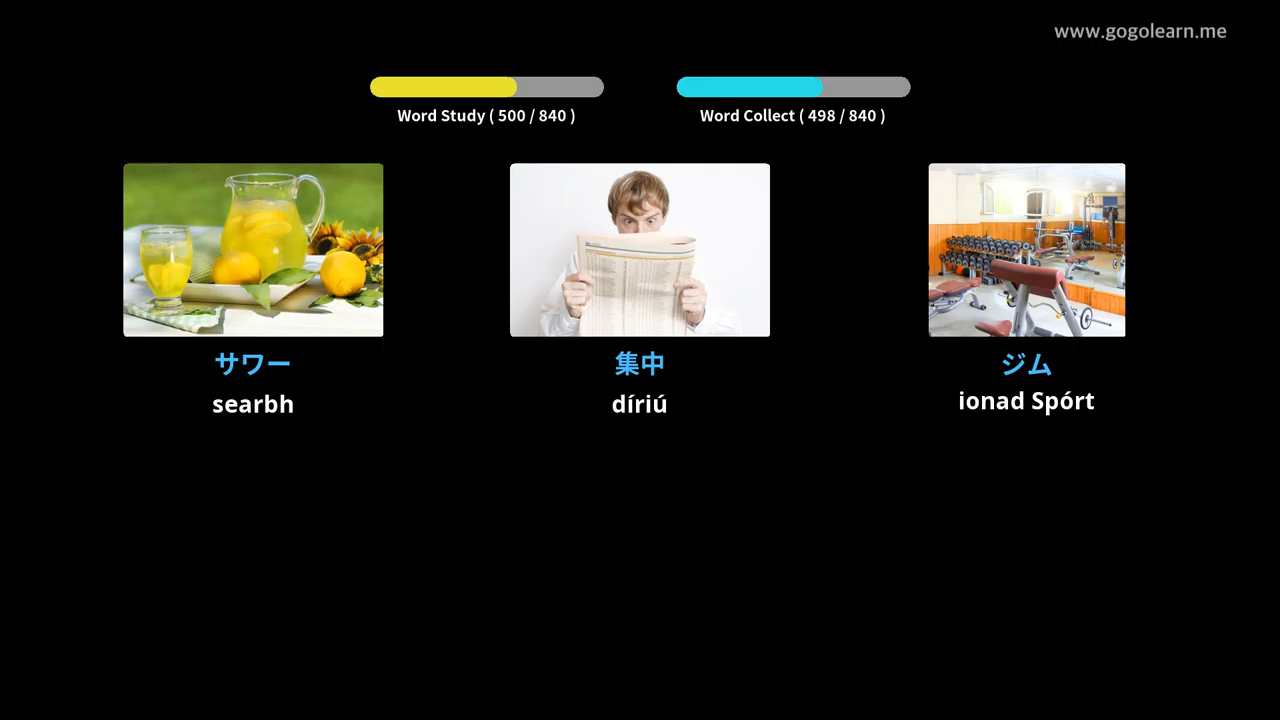 www.gogolearn.me
Word Study ( 500 / 840 )
Word Collect ( 498 / 840 )
サワー
集中
ジム
searbh
díriú
ionad Spórt